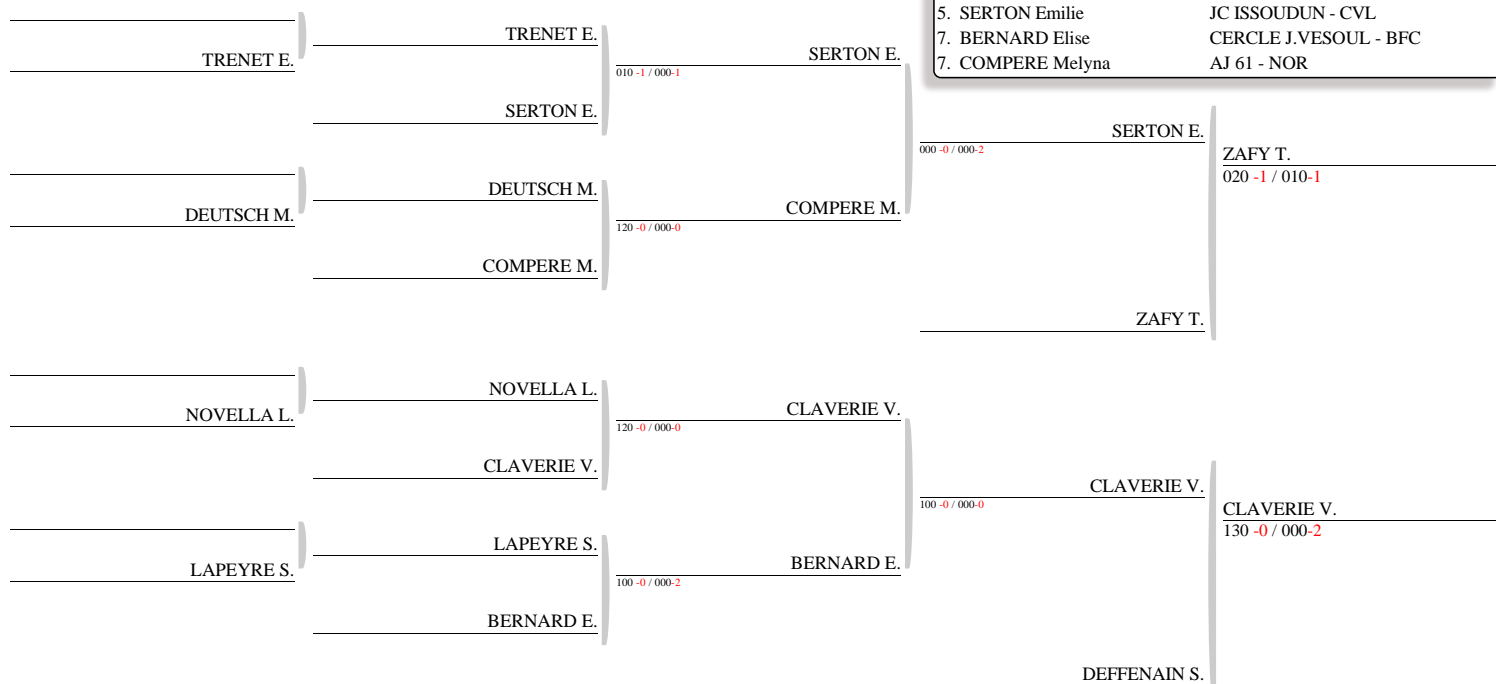 5. SERTON Emilie JC ISSOUDUN - CVL
7. BERNARD Elise CERCLE J.VESOUL - BFC
7. COMPERE Melyna AJ 61 - NOR
TRENET E.
DEUTSCH M.
NOVELLA L.
LAPEYRE S.
TRENET E.
SERTON E.
DEUTSCH M.
COMPERE M.
NOVELLA L.
CLAVERIE V.
LAPEYRE S.
BERNARD E.
SERTON E.
010 -1 / 000-1
COMPERE M.
120 -0 / 000-0
CLAVERIE V.
120 -0 / 000-0
BERNARD E.
100 -0 / 000-2
SERTON E.
000 -0 / 000-2
ZAFY T.
CLAVERIE V.
100 -0 / 000-0
DEFFENAIN S.
ZAFY T.
020 -1 / 010-1
CLAVERIE V.
130 -0 / 000-2